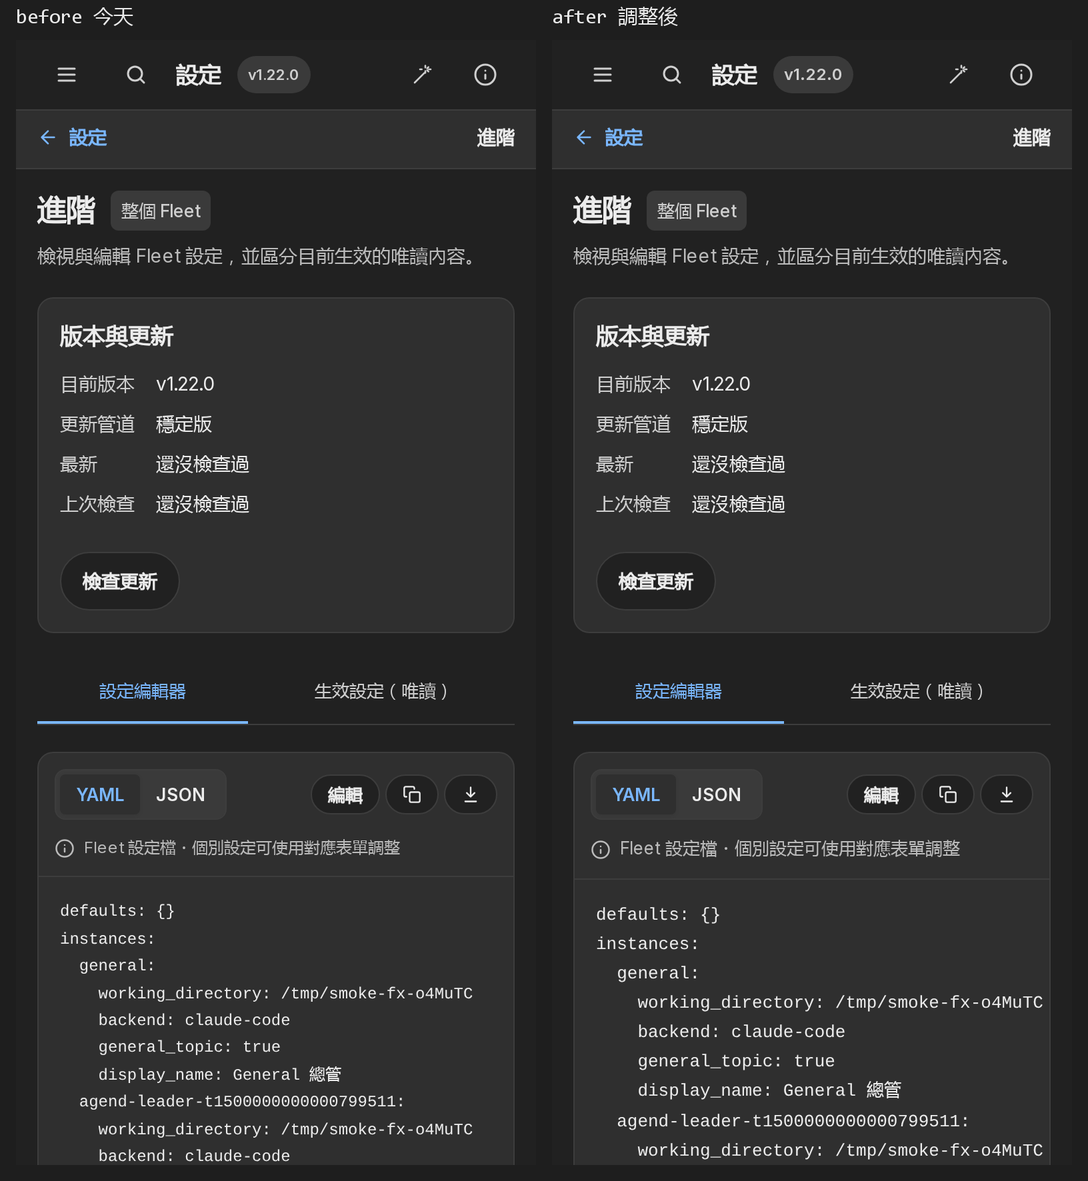 before 今天
設定 v1.22.0
設定 進階
進階 整個 Fleet
檢視與編輯 Fleet 設定，並區分目前生效的唯讀內容。
版本與更新
目前版本 v1.22.0
更新管道 穩定版
最新 還沒檢查過
上次檢查 還沒檢查過
檢查更新
設定編輯器 生效設定（唯讀）
YAML JSON 編輯
Fleet 設定檔・個別設定可使用對應表單調整
defaults: {}
instances:
  general:
    working_directory: /tmp/smoke-fx-o4MuTC
    backend: claude-code
    general_topic: true
    display_name: General 總管
  agend-leader-t1500000000000799511:
    working_directory: /tmp/smoke-fx-o4MuTC
    backend: claude-code
after 調整後
設定 v1.22.0
設定 進階
進階 整個 Fleet
檢視與編輯 Fleet 設定，並區分目前生效的唯讀內容。
版本與更新
目前版本 v1.22.0
更新管道 穩定版
最新 還沒檢查過
上次檢查 還沒檢查過
檢查更新
設定編輯器 生效設定（唯讀）
YAML JSON 編輯
Fleet 設定檔・個別設定可使用對應表單調整
defaults: {}
instances:
  general:
    working_directory: /tmp/smoke-fx-o4MuTC
    backend: claude-code
    general_topic: true
    display_name: General 總管
  agend-leader-t1500000000000799511:
    working_directory: /tmp/smoke-fx-o4MuTC